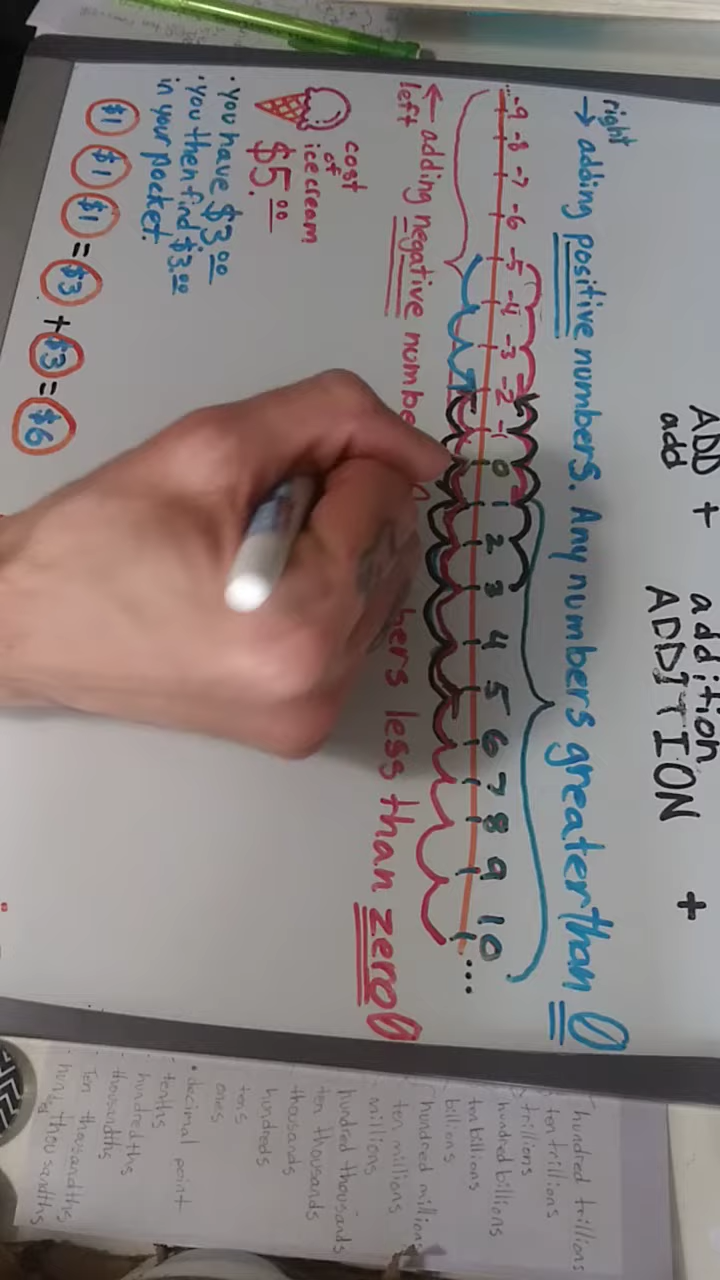 ADD + addition +
add ADDITION
right
→ adding positive numbers. Any numbers greater than 0
...-9 -8 -7 -6 -5 -4 -3 -2 -1 0 1 2 3 4 5 6 7 8 9 10 ...
← adding negative numbe bers less than zero 0
left
cost
of
ice cream
$5.00
· you have $3.00
· you then find $3.00
in your pocket.
$1 $1 $1 = $3 + $3 = $6
hundred trillions
ten trillions
trillions
hundred billions
ten billions
billions
hundred millions
ten millions
millions
hundred thousands
ten thousands
thousands
hundreds
tens
ones
• decimal point
tenths
hundredths
thousandths
Ten thousandths
hundred thousandths